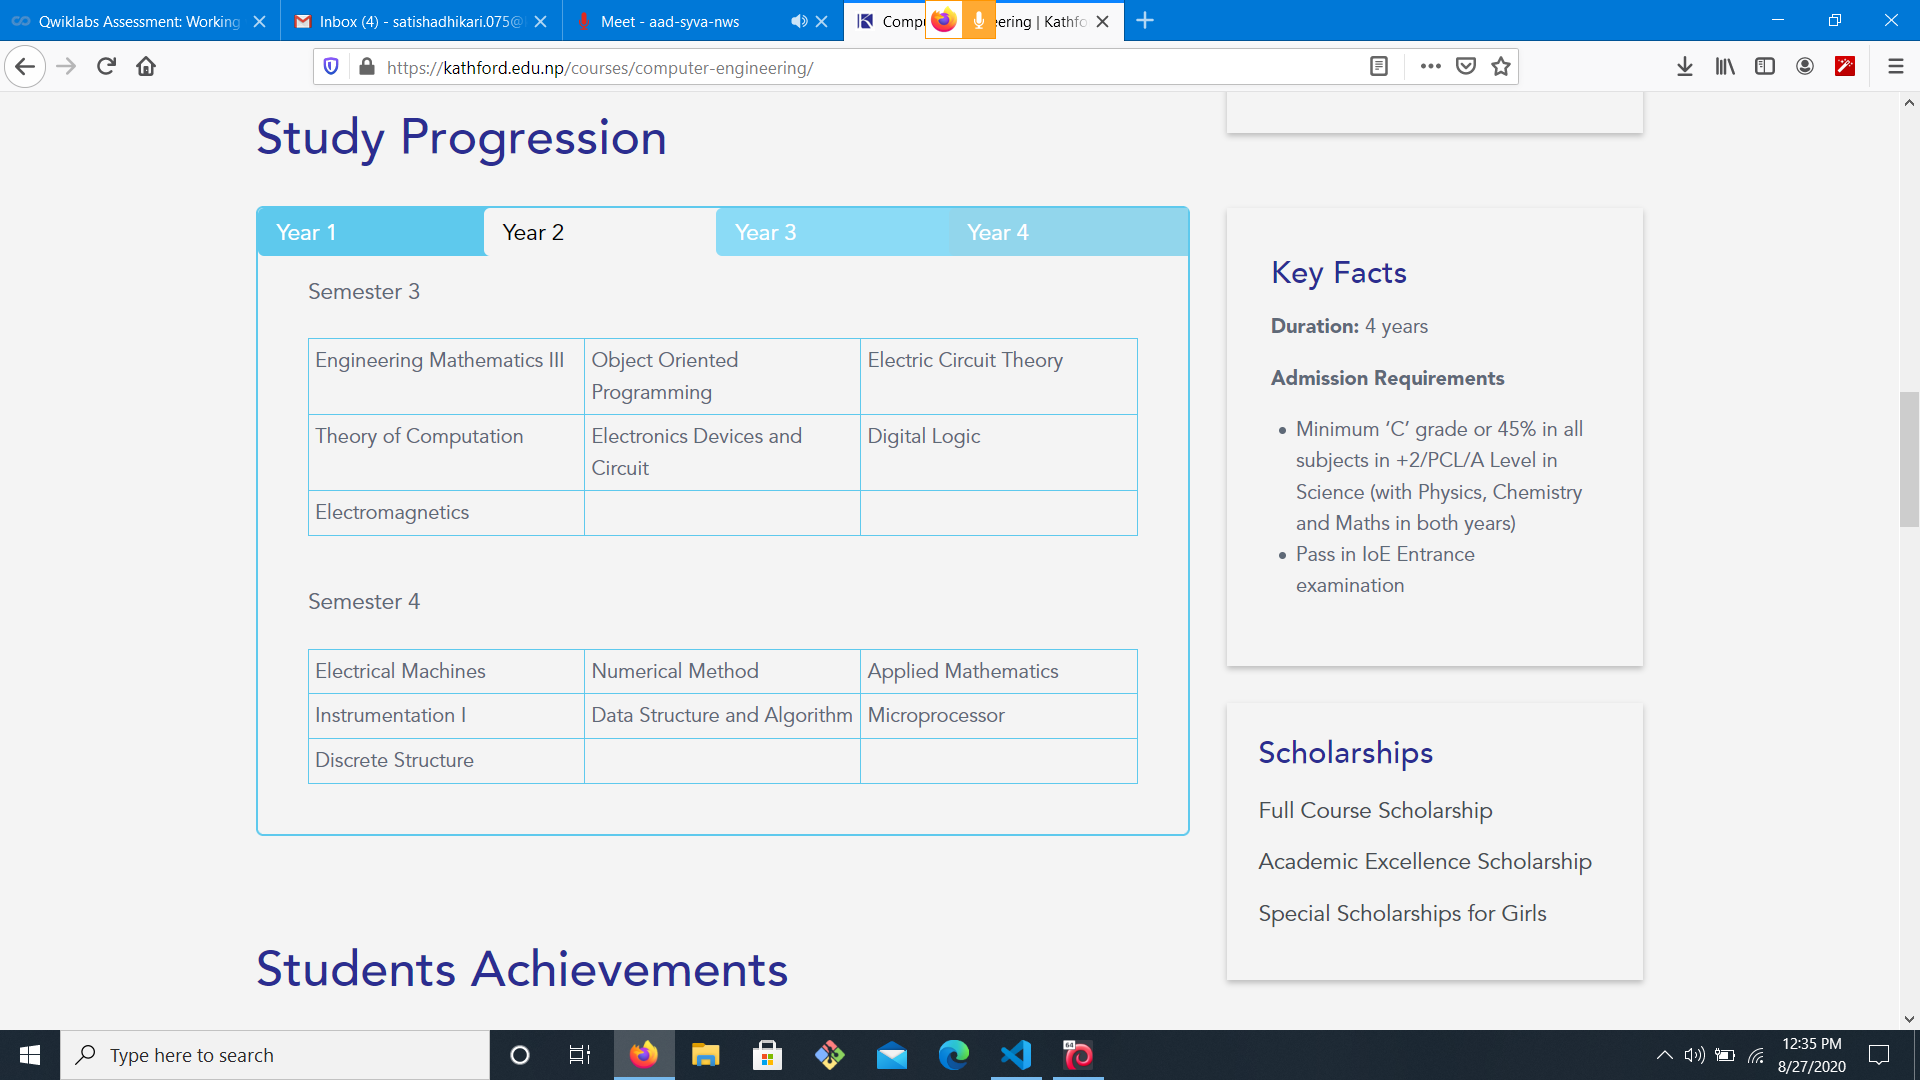 Qwiklabs Assessment: Working
Inbox (4) - satishadhikari.075@
Meet - aad-syva-nws
Compu
ering | Kathfo
https://kathford.edu.np/courses/computer-engineering/
Study Progression
Year 1
Year 2
Year 3
Year 4
Semester 3
Engineering Mathematics III
Object Oriented
Programming
Electric Circuit Theory
Theory of Computation
Electronics Devices and
Circuit
Digital Logic
Electromagnetics
Semester 4
Electrical Machines
Numerical Method
Applied Mathematics
Instrumentation I
Data Structure and Algorithm
Microprocessor
Discrete Structure
Key Facts
Duration: 4 years
Admission Requirements
Minimum ‘C’ grade or 45% in all
subjects in +2/PCL/A Level in
Science (with Physics, Chemistry
and Maths in both years)
Pass in IoE Entrance
examination
Scholarships
Full Course Scholarship
Academic Excellence Scholarship
Special Scholarships for Girls
Students Achievements
Type here to search
64
12:35 PM
8/27/2020